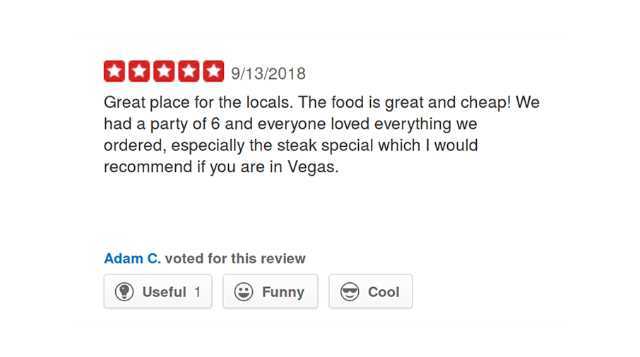 9/13/2018
Great place for the locals. The food is great and cheap! We
had a party of 6 and everyone loved everything we
ordered, especially the steak special which I would
recommend if you are in Vegas.
Adam C. voted for this review
Useful 1 Funny Cool